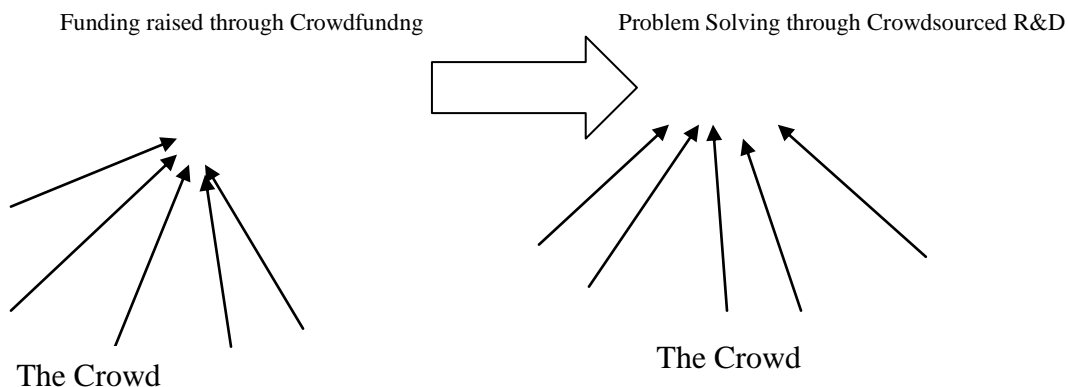 Funding raised through Crowdfundng
Problem Solving through Crowdsourced R&D
The Crowd
The Crowd